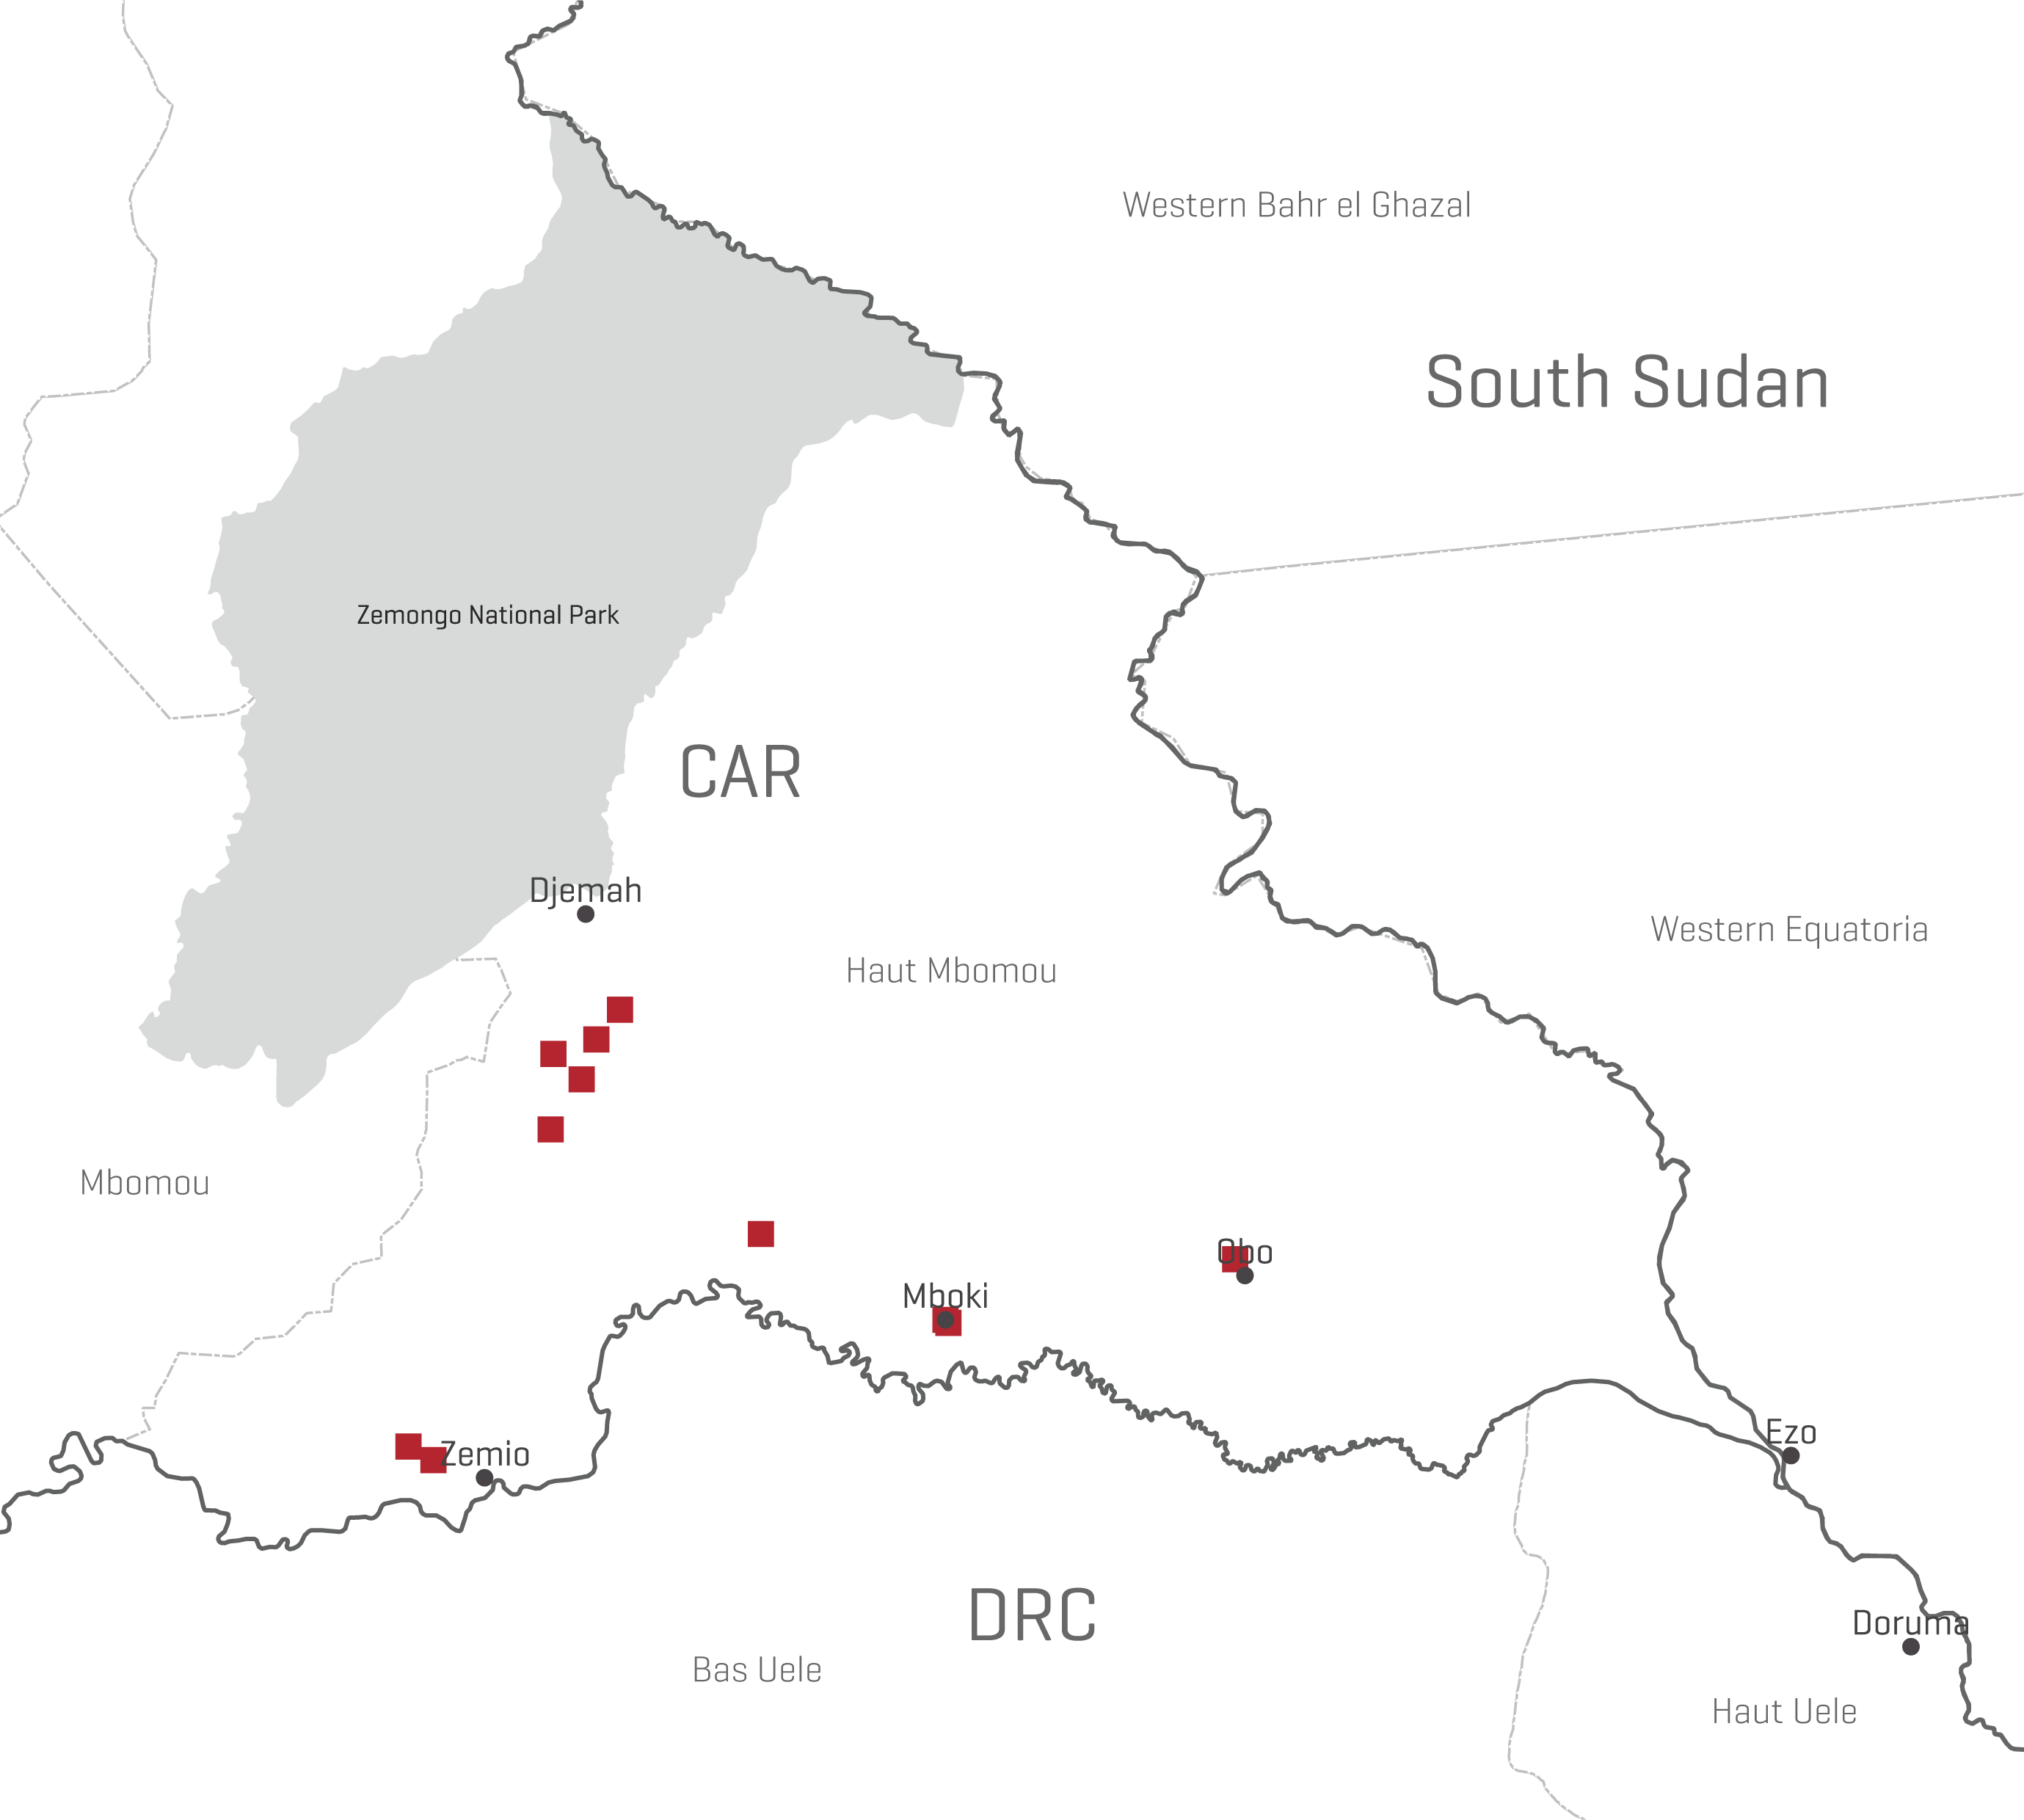 Western Bahr el Ghazal
South Sudan
Zemongo National Park
CAR
Djemah
Western Equatoria
Haut Mbomou
Mbomou
Obo
Mboki
Ezo
Zemio
DRC
Doruma
Bas Uele
Haut Uele